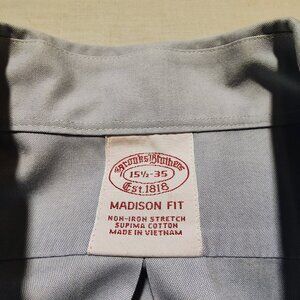 Brooks Brothers
15½-35
Est. 1818
MADISON FIT
NON-IRON STRETCH
SUPIMA COTTON
MADE IN VIETNAM